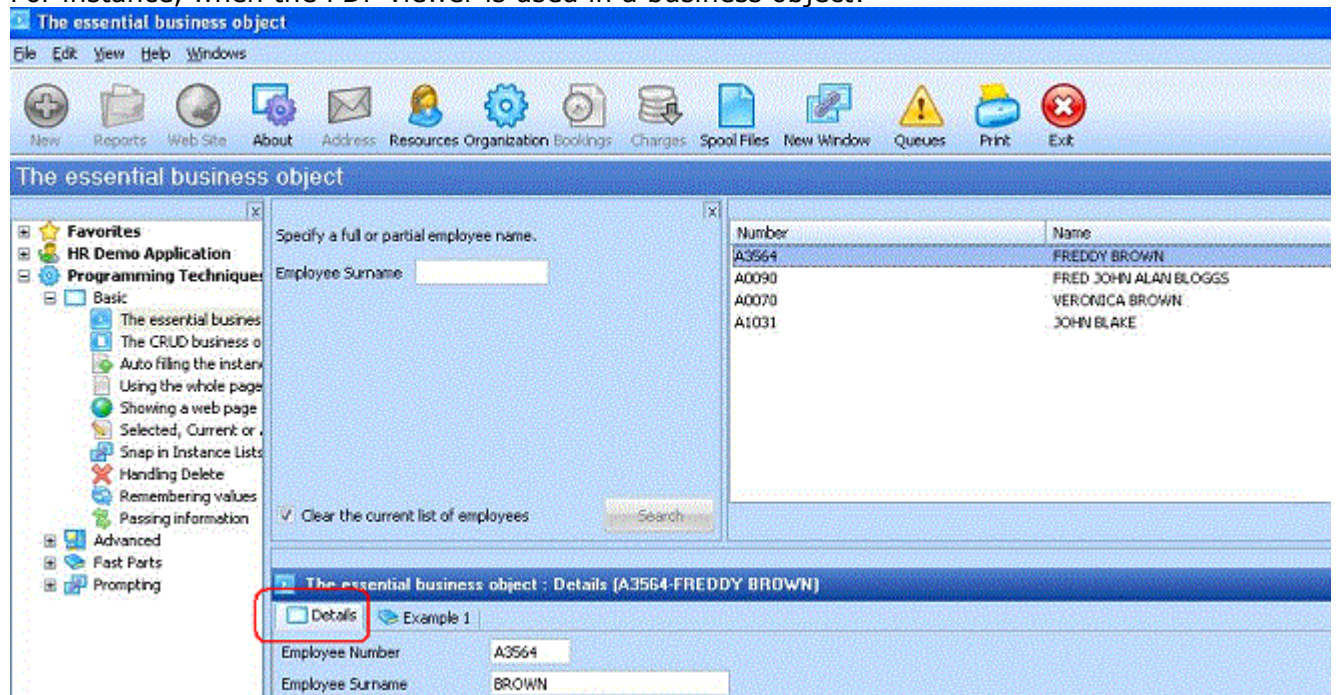 For instance, when the PDF viewer is used in a business object:
The essential business object
File Edit View Help Windows
New Reports Web Site About Address Resources Organization Bookings Charges Spool Files New Window Queues Print Exit
The essential business object
Favorites
HR Demo Application
Programming Techniques
Basic
The essential busines
The CRUD business o
Auto filling the instan
Using the whole page
Showing a web page
Selected, Current or
Snap in Instance Lists
Handling Delete
Remembering values
Passing information
Advanced
Fast Parts
Prompting
Specify a full or partial employee name.
Employee Surname
Clear the current list of employees Search
Number Name
A3564 FREDDY BROWN
A0090 FRED JOHN ALAN BLOGGS
A0070 VERONICA BROWN
A1031 JOHN BLAKE
The essential business object : Details (A3564-FREDDY BROWN)
Details Example 1
Employee Number A3564
Employee Surname BROWN